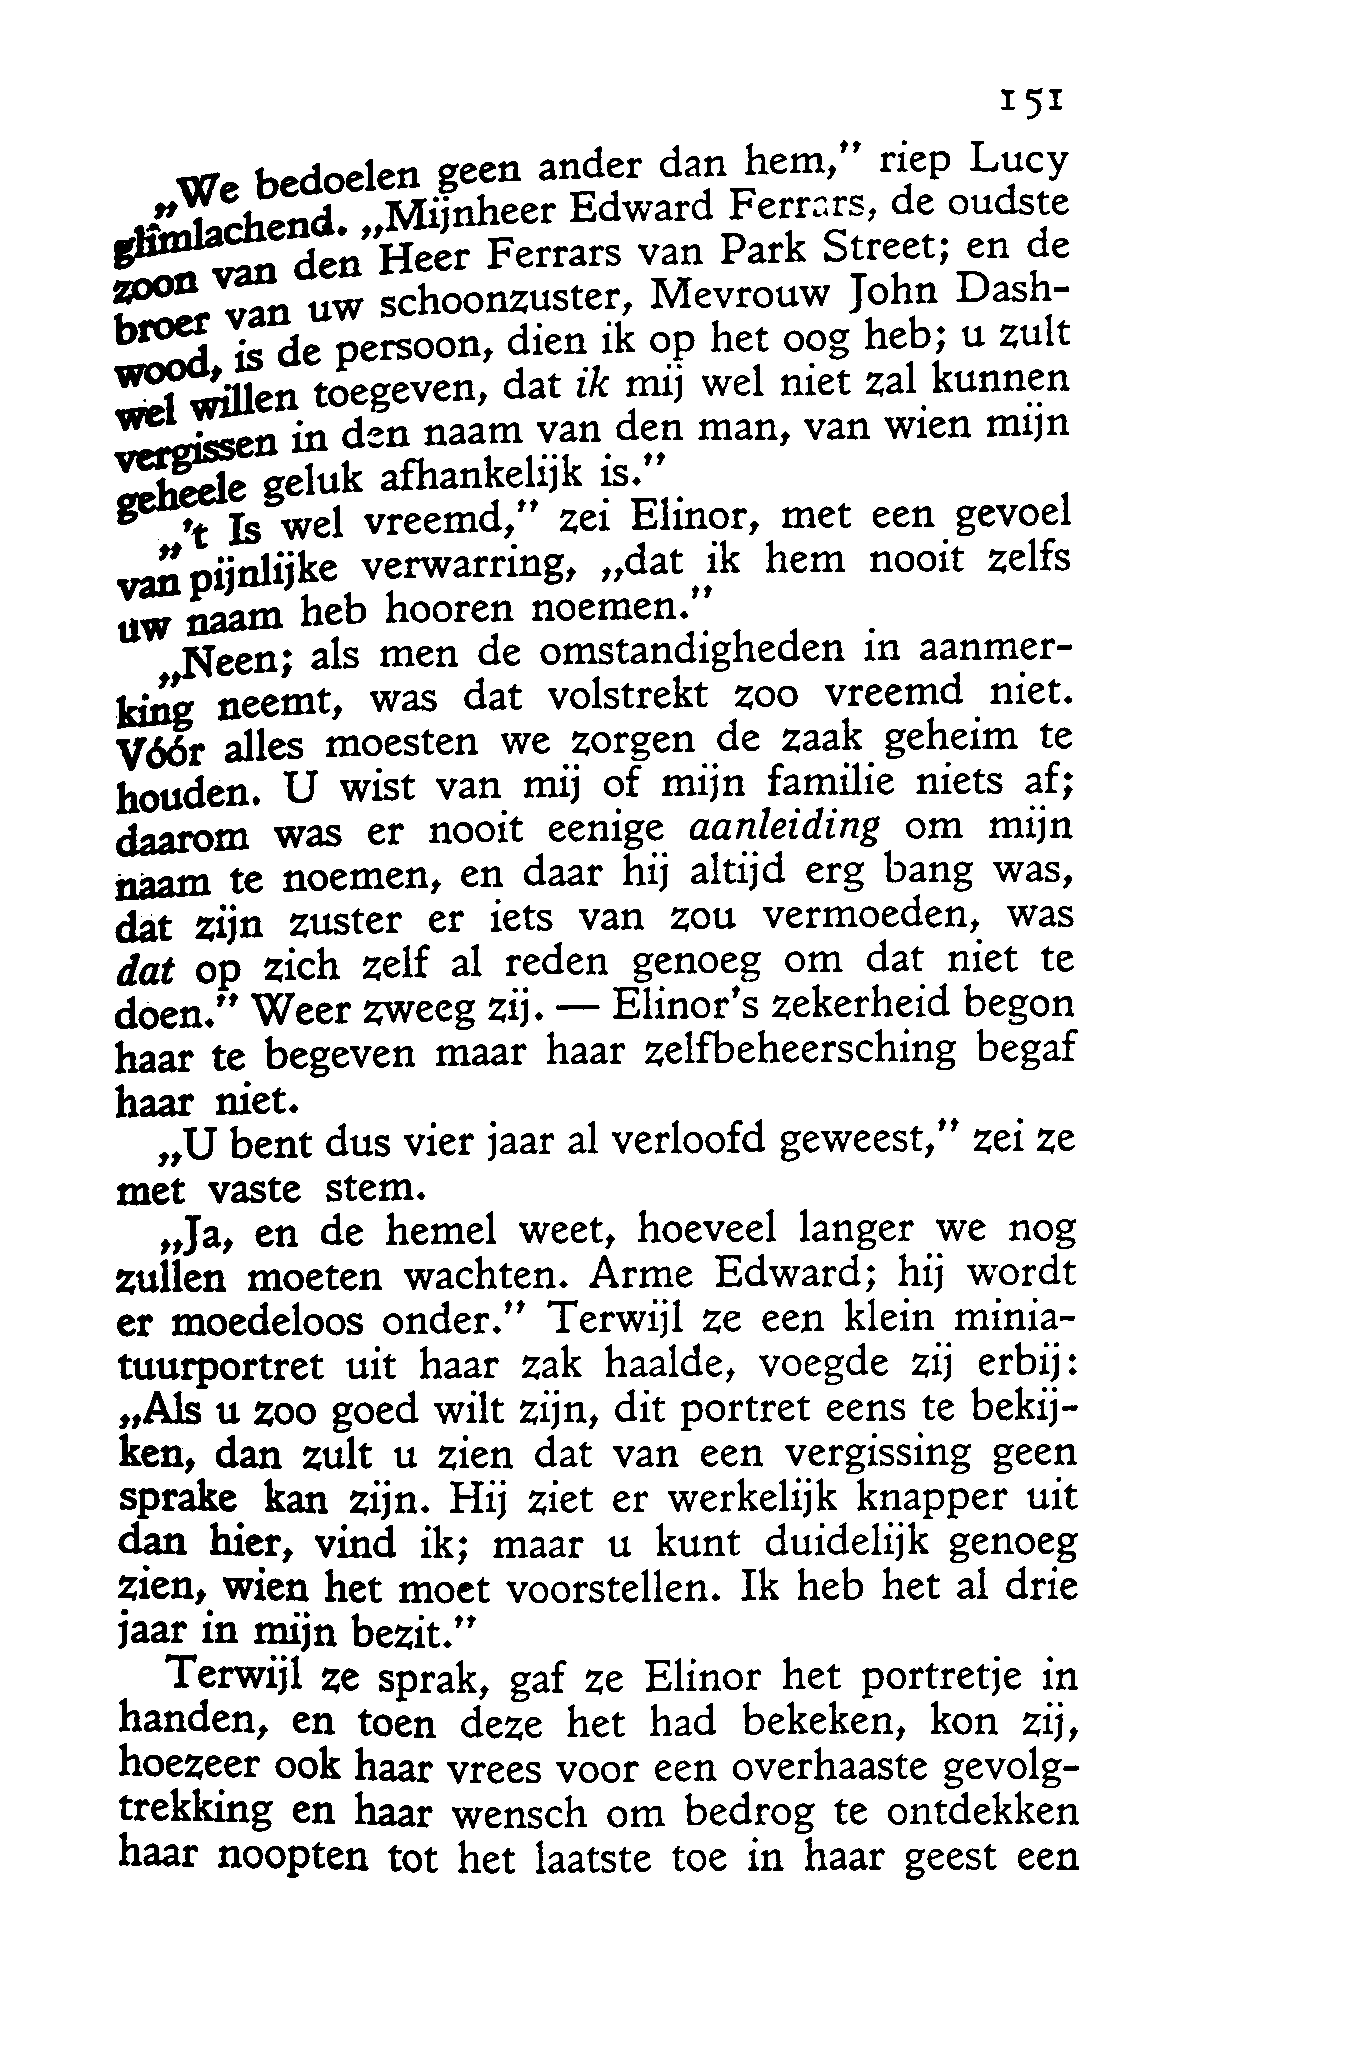 151
„We bedoelen geen ander dan hem,” riep Lucy
glimlachend. „Mijnheer Edward Ferrars, de oudste
zoon van den Heer Ferrars van Park Street; en de
broer van uw schoonzuster, Mevrouw John Dash-
wood, is de persoon, dien ik op het oog heb; u zult
wel willen toegeven, dat ik mij wel niet zal kunnen
vergissen in den naam van den man, van wien mijn
geheele geluk afhankelijk is.”
„'t Is wel vreemd,” zei Elinor, met een gevoel
van pijnlijke verwarring, „dat ik hem nooit zelfs
uw naam heb hooren noemen.”
„Neen; als men de omstandigheden in aanmer-
king neemt, was dat volstrekt zoo vreemd niet.
Vóór alles moesten we zorgen de zaak geheim te
houden. U wist van mij of mijn familie niets af;
daarom was er nooit eenige aanleiding om mijn
naam te noemen, en daar hij altijd erg bang was,
dat zijn zuster er iets van zou vermoeden, was
dat op zich zelf al reden genoeg om dat niet te
doen.” Weer zweeg zij. — Elinor's zekerheid begon
haar te begeven maar haar zelfbeheersching begaf
haar niet.
„U bent dus vier jaar al verloofd geweest,” zei ze
met vaste stem.
„Ja, en de hemel weet, hoeveel langer we nog
zullen moeten wachten. Arme Edward; hij wordt
er moedeloos onder.” Terwijl ze een klein minia-
tuurportret uit haar zak haalde, voegde zij erbij:
„Als u zoo goed wilt zijn, dit portret eens te bekij-
ken, dan zult u zien dat van een vergissing geen
sprake kan zijn. Hij ziet er werkelijk knapper uit
dan hier, vind ik; maar u kunt duidelijk genoeg
zien, wien het moet voorstellen. Ik heb het al drie
jaar in mijn bezit.”
Terwijl ze sprak, gaf ze Elinor het portretje in
handen, en toen deze het had bekeken, kon zij,
hoezeer ook haar vrees voor een overhaaste gevolg-
trekking en haar wensch om bedrog te ontdekken
haar noopten tot het laatste toe in haar geest een